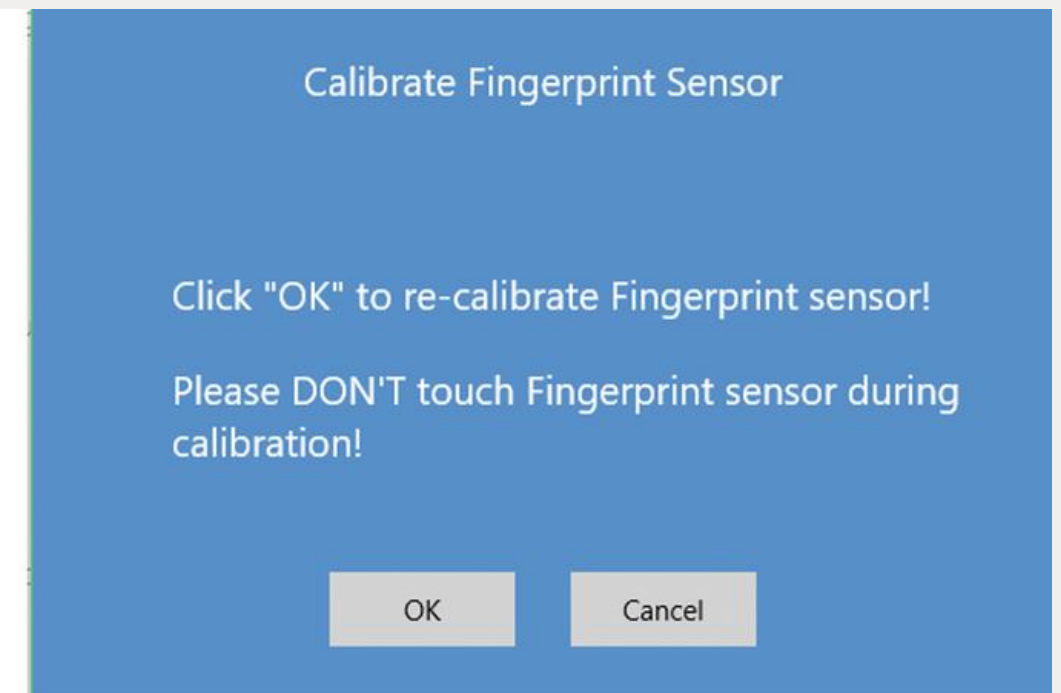 Calibrate Fingerprint Sensor
Click "OK" to re-calibrate Fingerprint sensor!
Please DON'T touch Fingerprint sensor during
calibration!
OK
Cancel